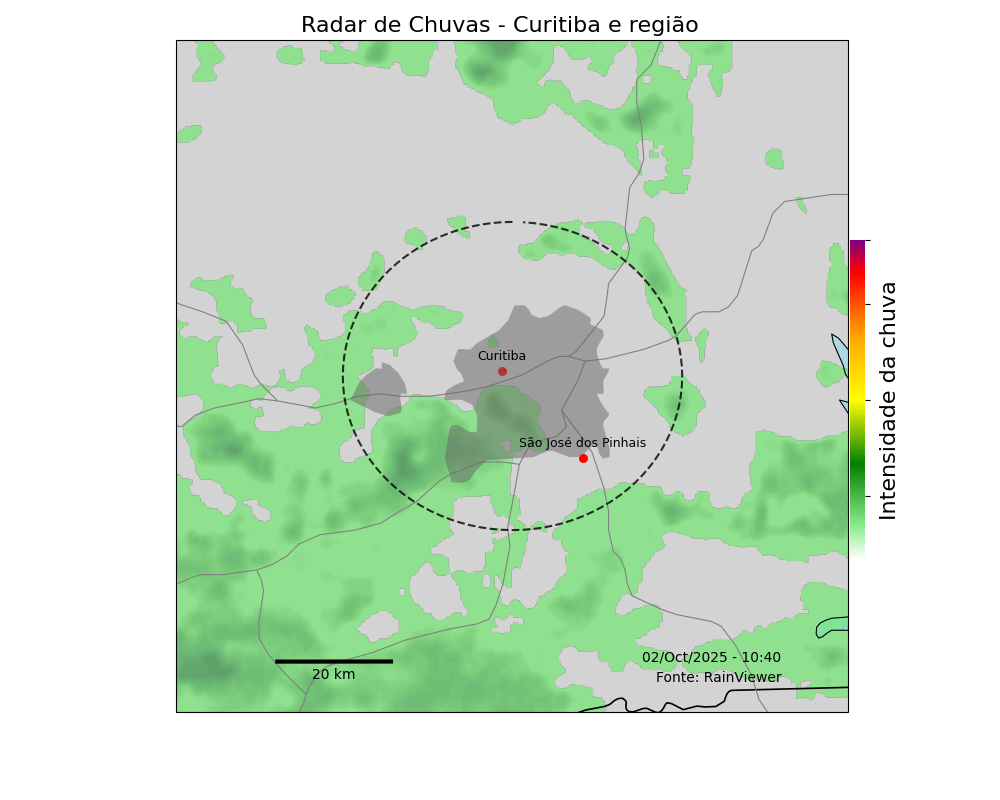 Radar de Chuvas - Curitiba e região
Curitiba
São José dos Pinhais
Intensidade da chuva
02/Oct/2025 - 10:40
Fonte: RainViewer
20 km